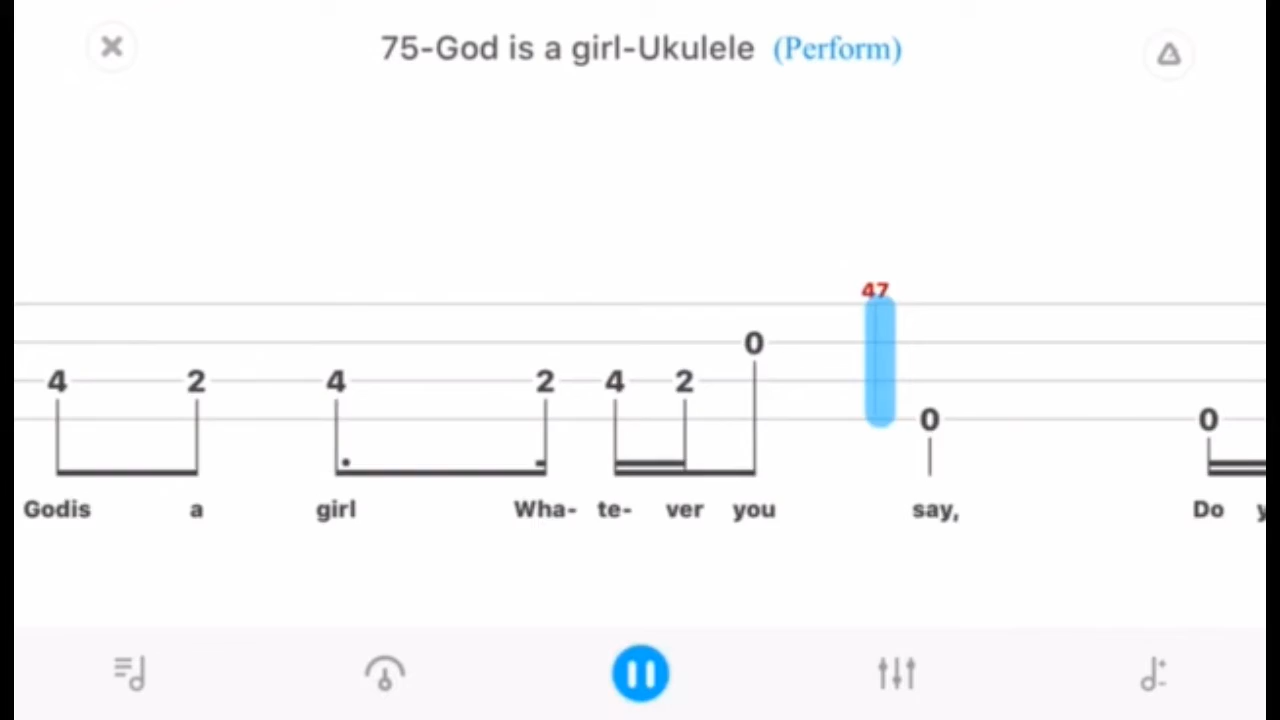 75-God is a girl-Ukulele (Perform)
47
0
4 2 4 2 4 2
0 0
Godis a girl Wha- te- ver you say, Do y